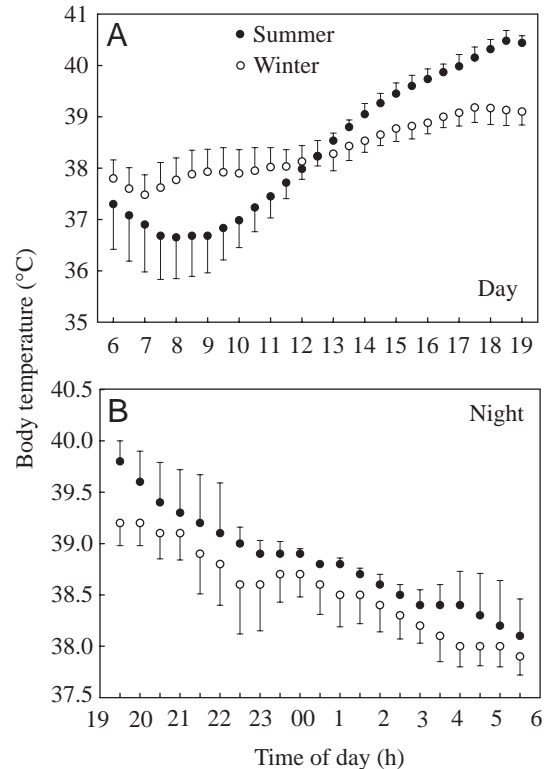 A
Summer
Winter
41
40
39
38
37
36
35
Day
6 7 8 9 10 11 12 13 14 15 16 17 18 19
Body temperature (°C)
B
Night
40.5
40.0
39.5
39.0
38.5
38.0
37.5
19 20 21 22 23 00 1 2 3 4 5 6
Time of day (h)